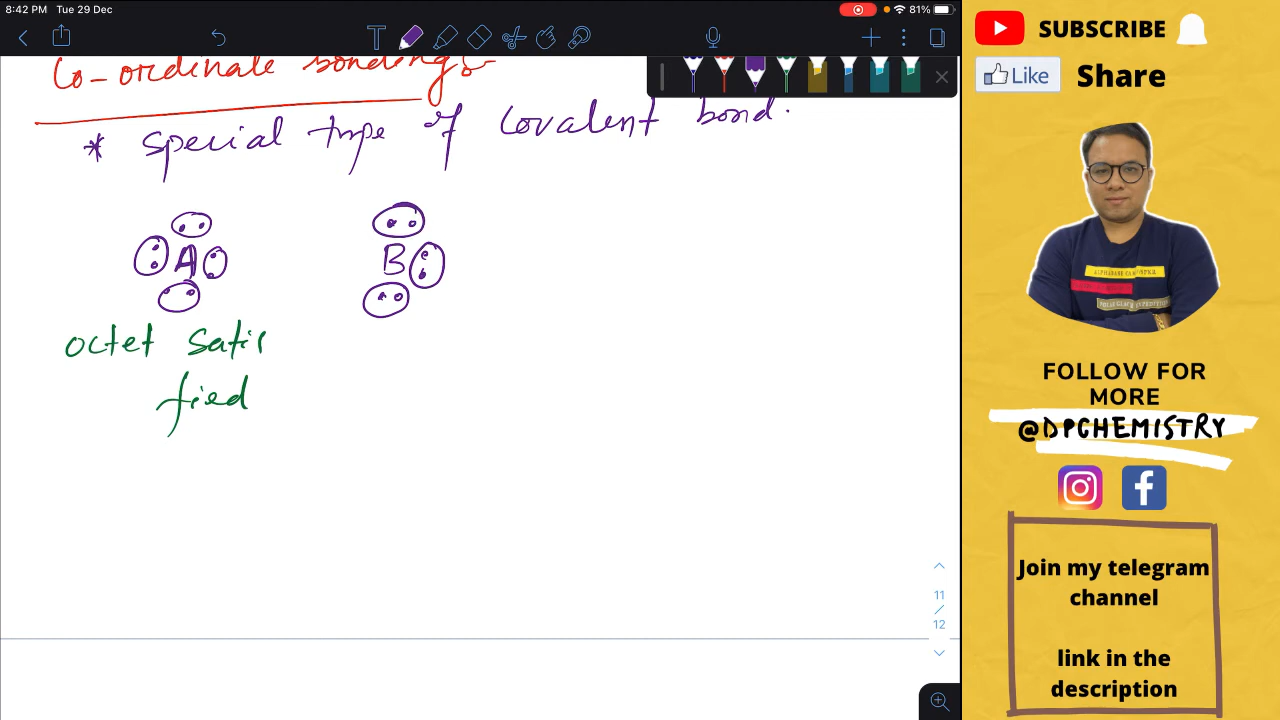 8:42 PM Tue 29 Dec
81%
Co-ordinate bonding:-
* special type of covalent bond.
A B
octet satis
fied
11
/
12
SUBSCRIBE
Like Share
FOLLOW FOR
MORE
@DPCHEMISTRY
Join my telegram
channel
link in the
description